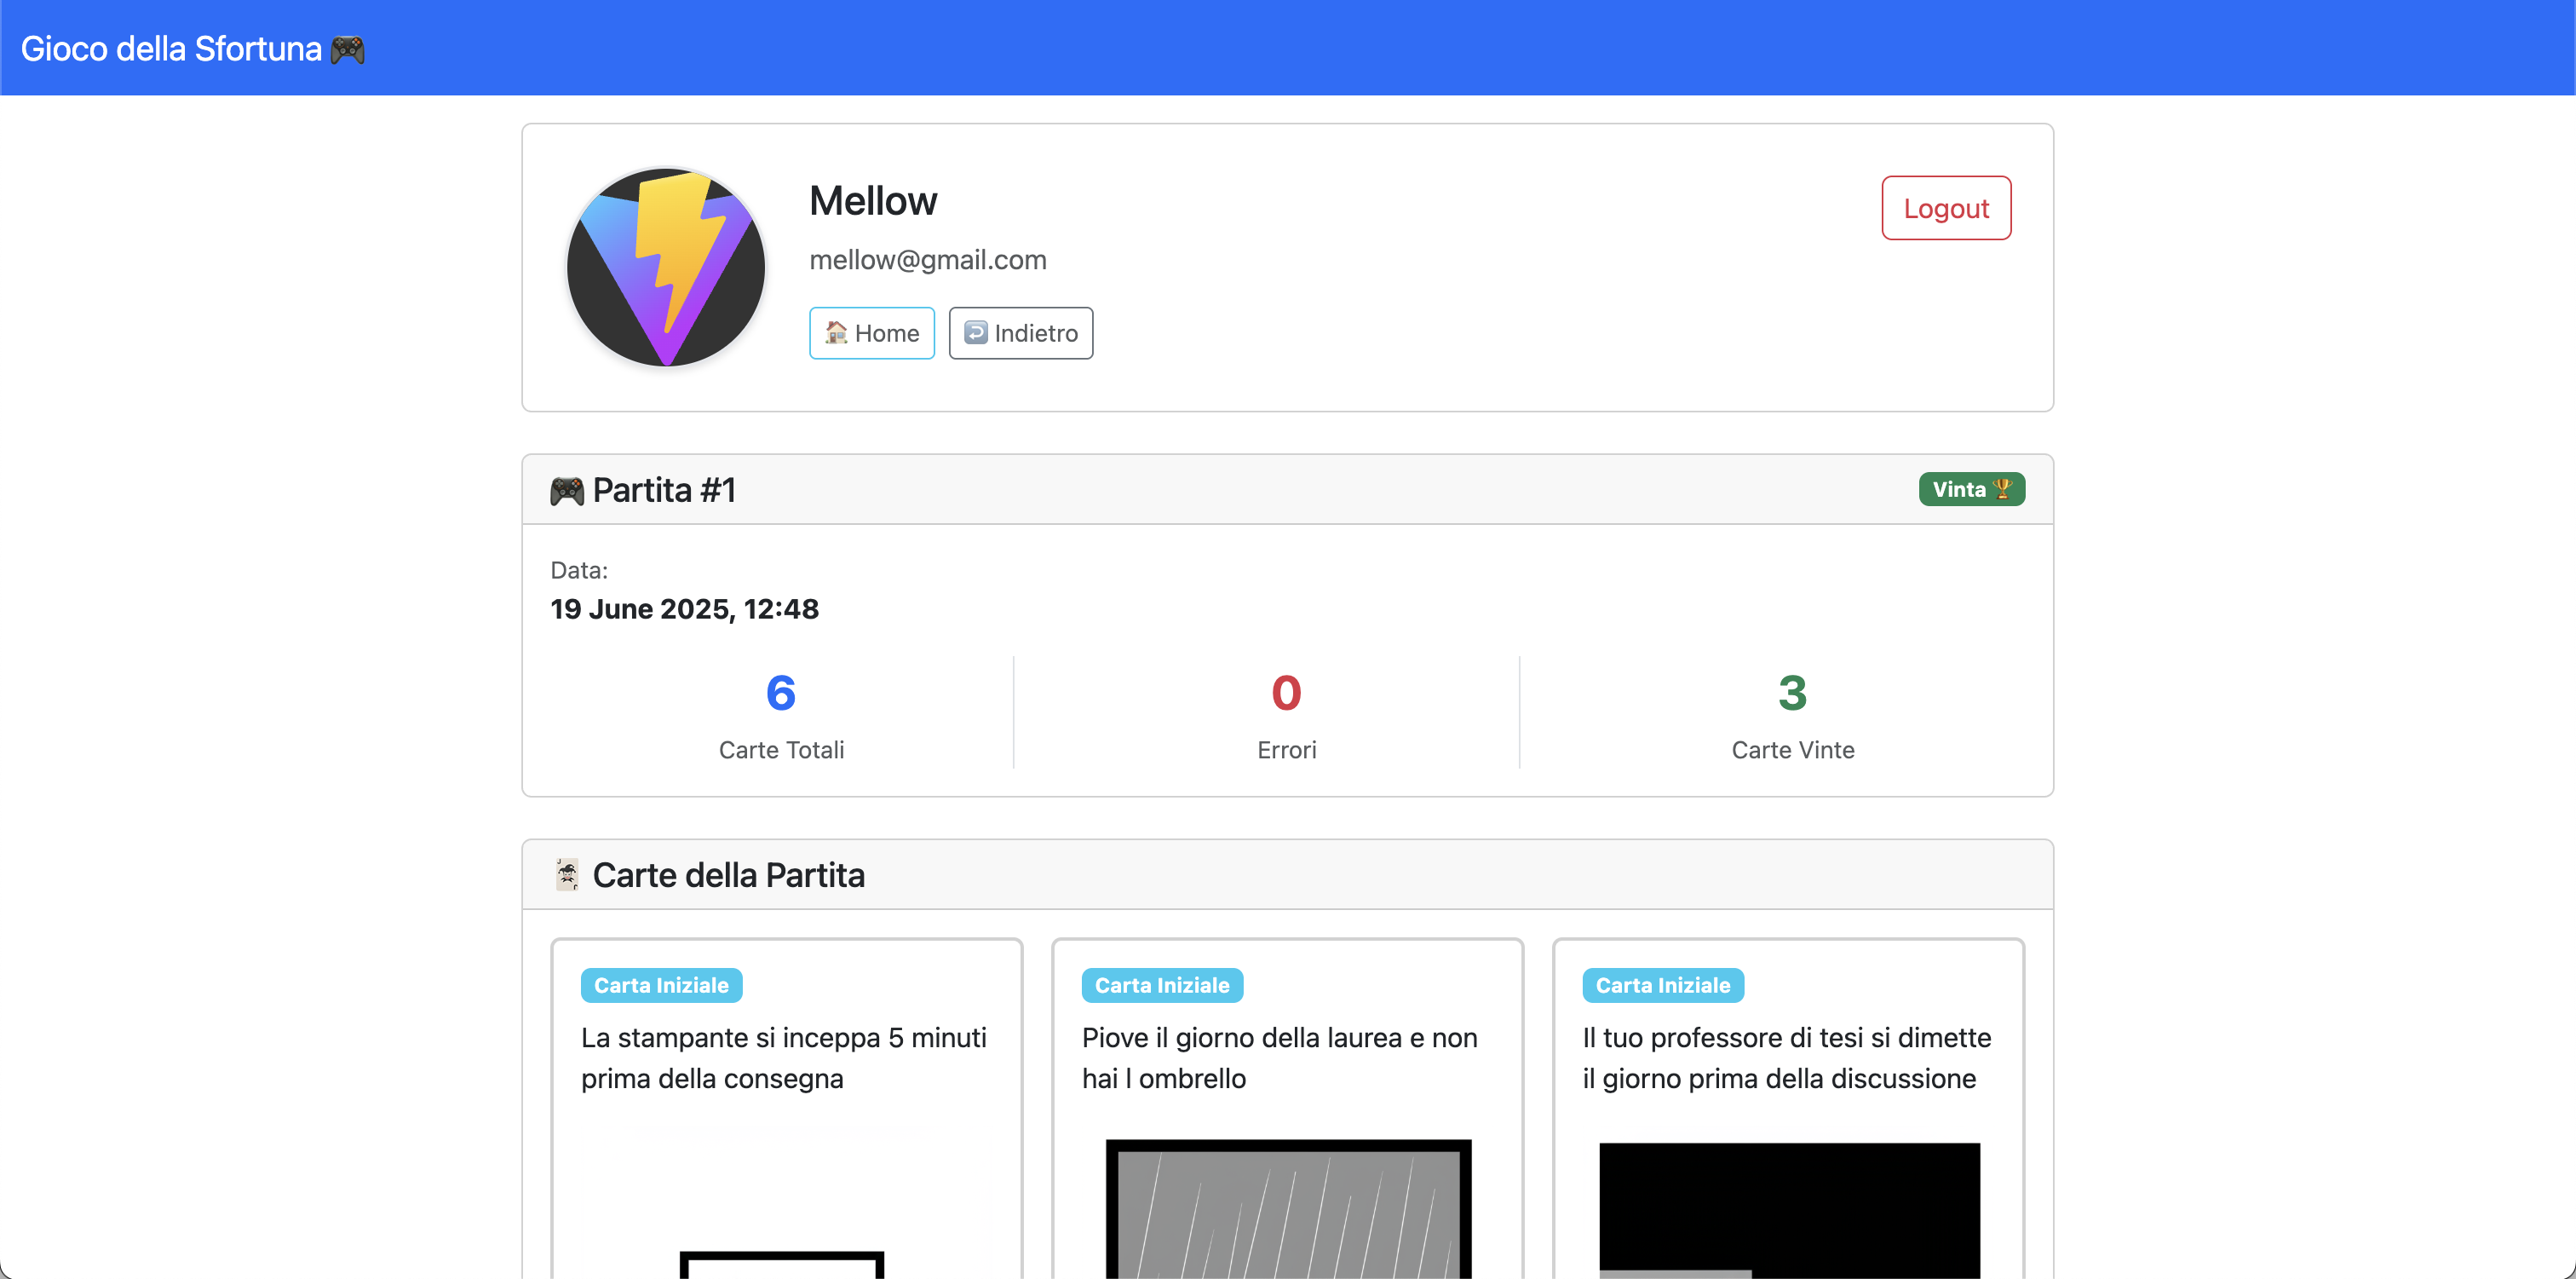 Gioco della Sfortuna 🎮
Mellow
Logout
mellow@gmail.com
🏠 Home
↩️ Indietro
🎮 Partita #1
Vinta 🏆
Data:
19 June 2025, 12:48
6
0
3
Carte Totali
Errori
Carte Vinte
🃏 Carte della Partita
Carta Iniziale
La stampante si inceppa 5 minuti
prima della consegna
Carta Iniziale
Piove il giorno della laurea e non
hai l ombrello
Carta Iniziale
Il tuo professore di tesi si dimette
il giorno prima della discussione